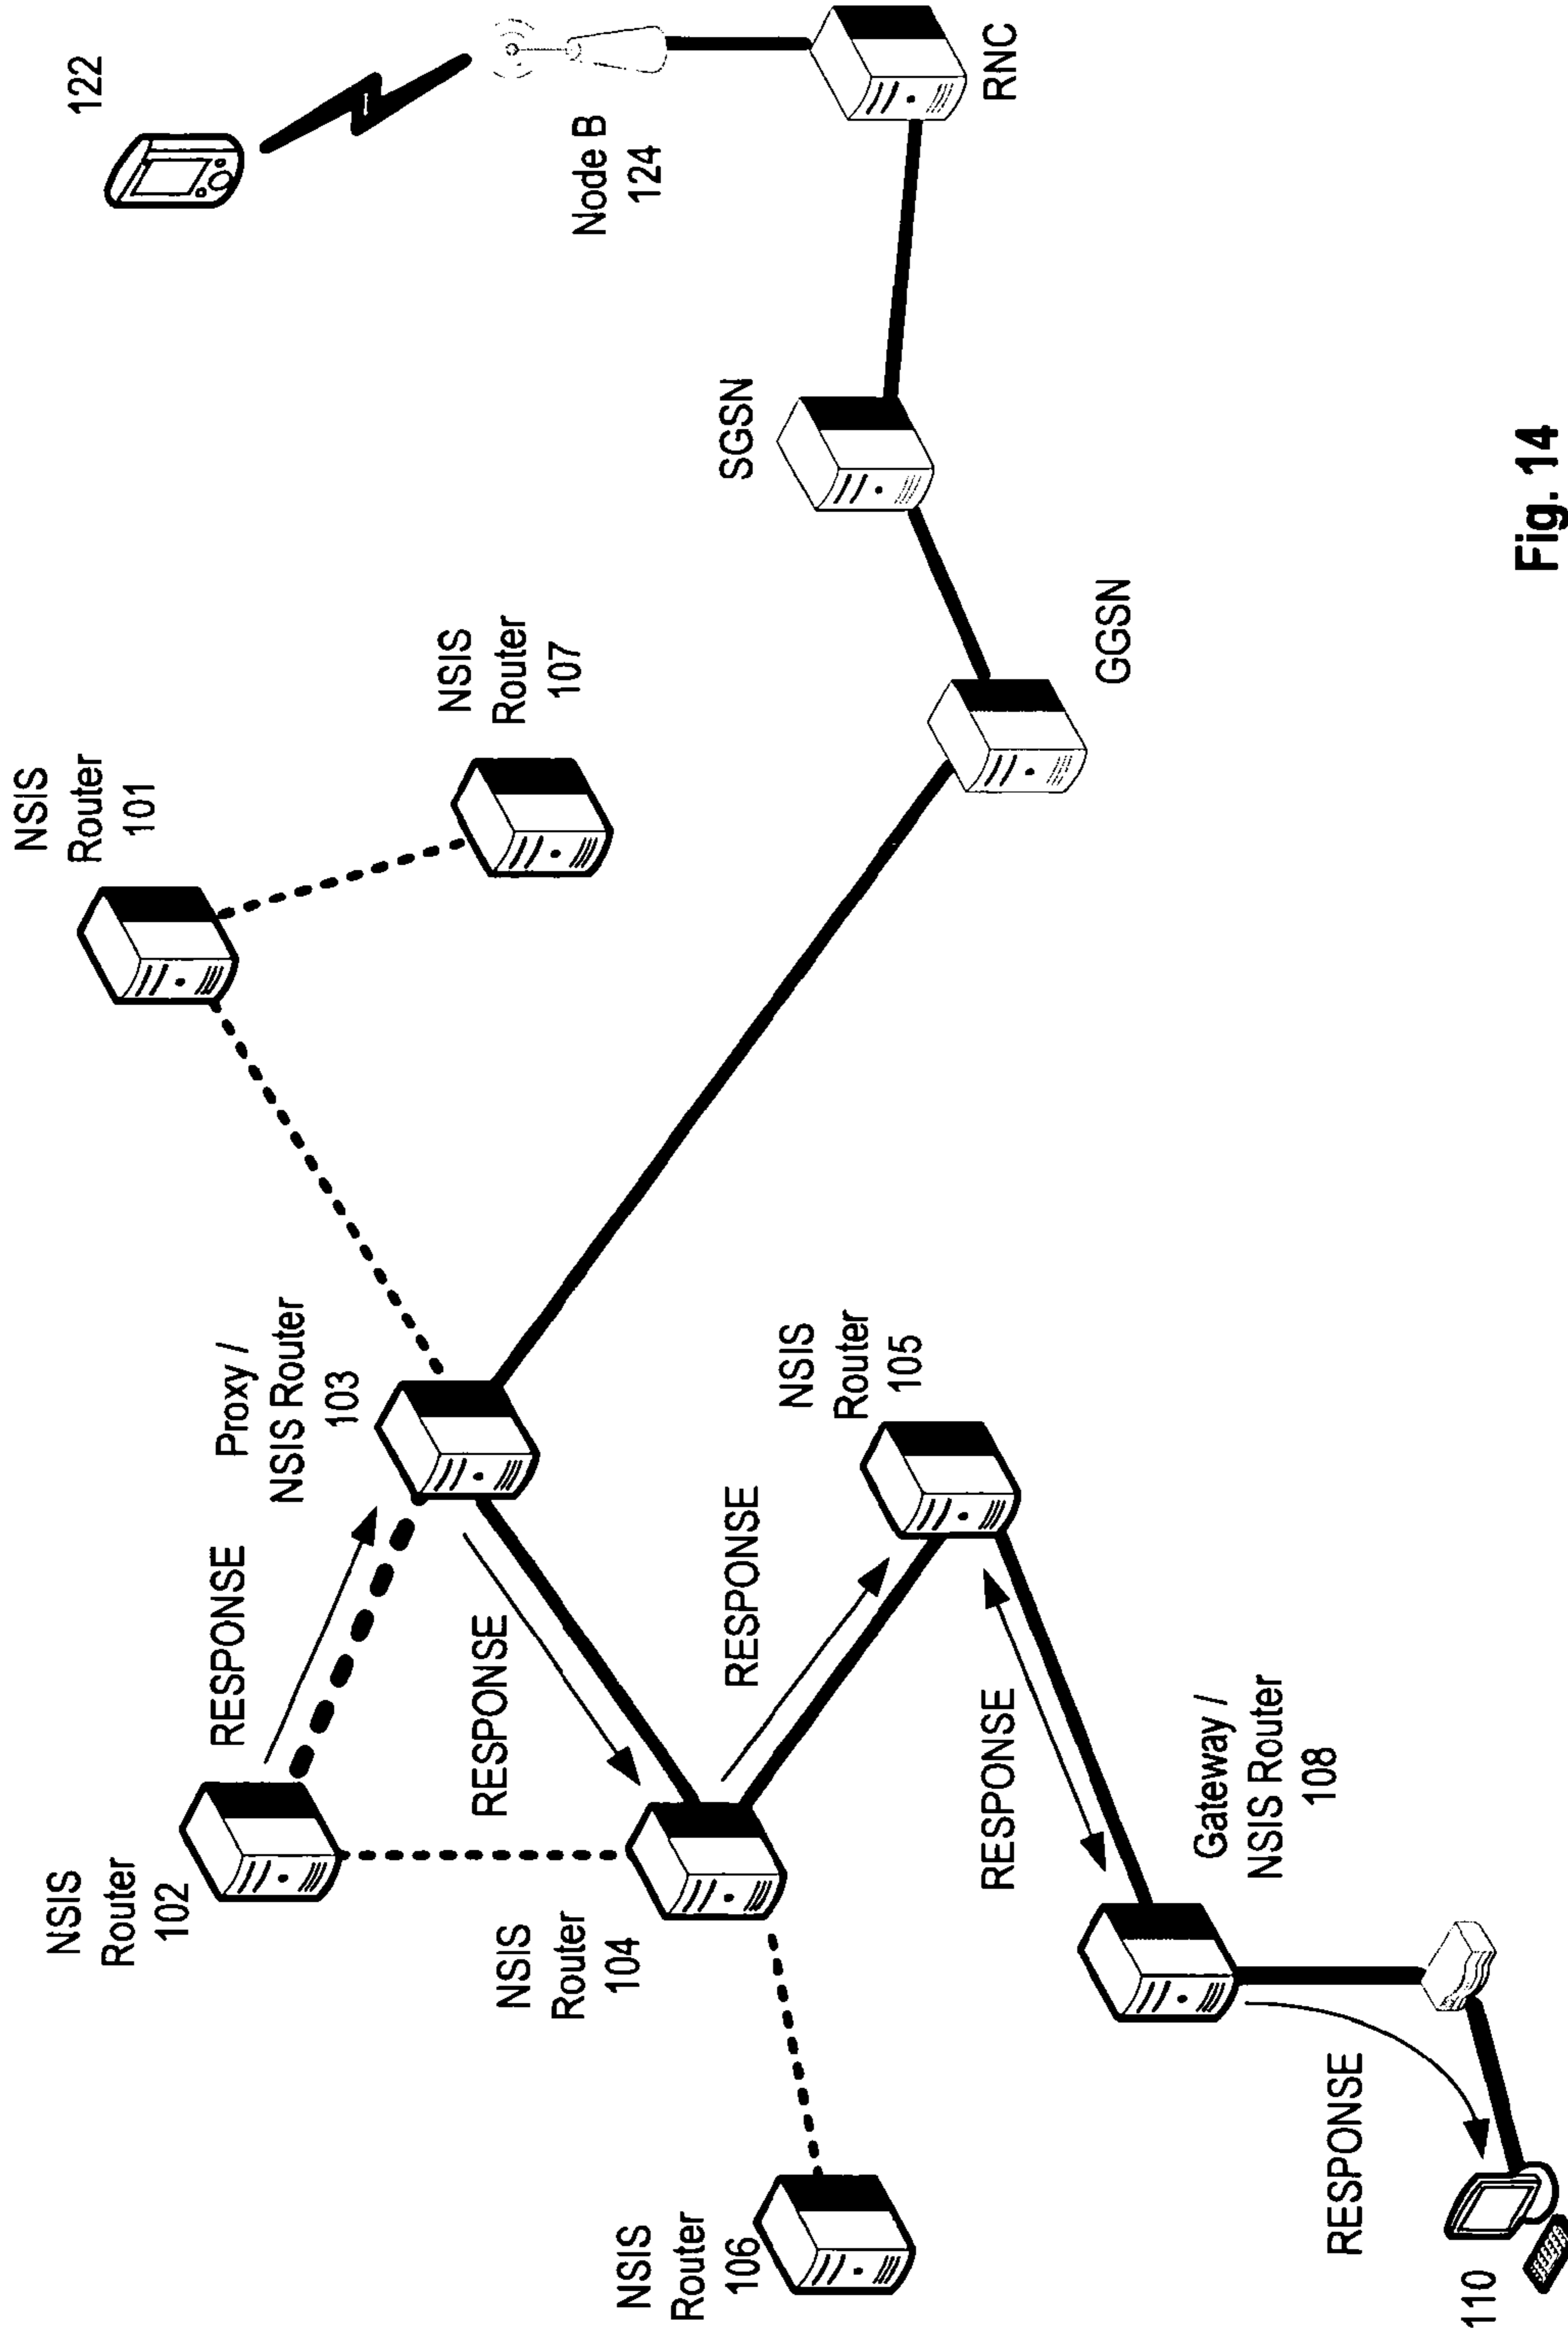 NSIS
Router
102
RESPONSE
Proxy /
NSIS Router
103
NSIS
Router
101
NSIS
Router
107
122
NSIS
Router
104
RESPONSE
Node B
124
NSIS
Router
106
RESPONSE
NSIS
Router
105
SGSN
RESPONSE
Gateway /
NSIS Router
108
GGSN
RNC
RESPONSE
110
Fig. 14